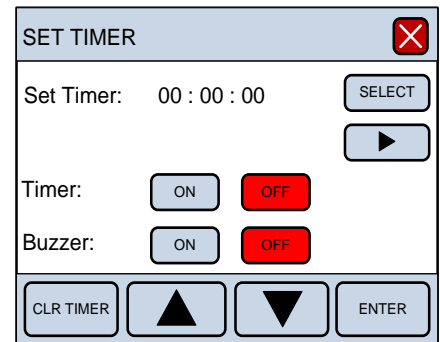 SET TIMER
Set Timer: 00 : 00 : 00 SELECT
Timer: ON OFF
Buzzer: ON OFF
CLR TIMER ENTER